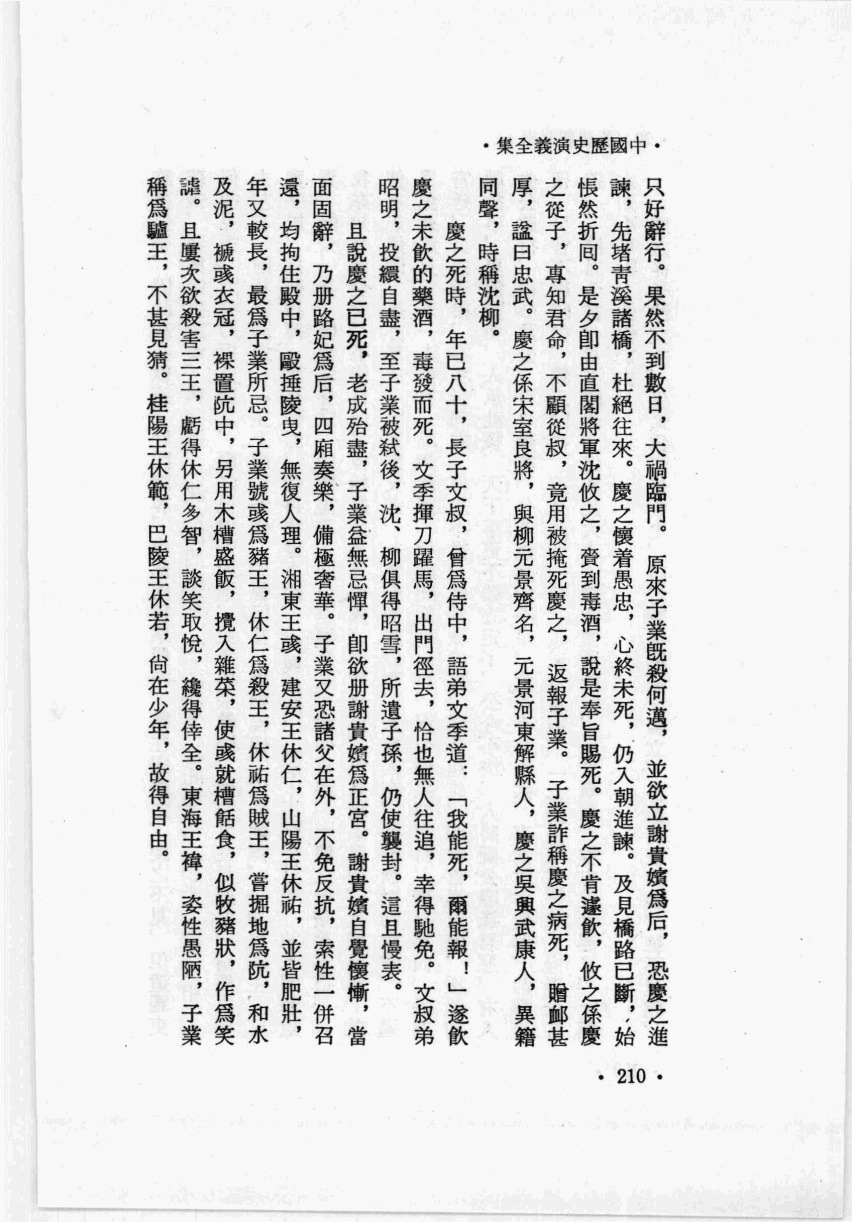 •中國歷史演義全集•
只好辭行。果然不到數日，大禍臨門。原來子業既殺何邁，並欲立謝貴嬪爲后，恐慶之進
諫，先堵青溪諸橋，杜絕往來。慶之懷着愚忠，心終未死，仍入朝進諫。及見橋路已斷，始
悵然折回。是夕即由直閣將軍沈攸之，賫到毒酒，說是奉旨賜死。慶之不肯遽飲，攸之係慶
之從子，專知君命，不顧從叔，竟用被掩死慶之，返報子業。子業詐稱慶之病死，贈卹甚
厚，諡曰忠武。慶之係宋室良將，與柳元景齊名，元景河東解縣人，慶之吳興武康人，異籍
同聲，時稱沈柳。
慶之死時，年已八十，長子文叔，曾爲侍中，語弟文季道：「我能死，爾能報！」遂飲
慶之未飲的藥酒，毒發而死。文季揮刀躍馬，出門徑去，恰也無人往追，幸得馳免。文叔弟
昭明，投繯自盡，至子業被弒後，沈、柳俱得昭雪，所遺子孫，仍使襲封。這且慢表。
且說慶之已死，老成殆盡，子業益無忌憚，即欲册謝貴嬪爲正宮。謝貴嬪自覺懷慚，當
面固辭，乃册路妃爲后，四廂奏樂，備極奢華。子業又恐諸父在外，不免反抗，索性一併召
還，均拘住殿中，毆捶陵曳，無復人理。湘東王彧，建安王休仁，山陽王休祐，並皆肥壯，
年又較長，最爲子業所忌。子業號彧爲豬王，休仁爲殺王，休祐爲賊王，嘗掘地爲阬，和水
及泥，褫彧衣冠，裸置阬中，另用木槽盛飯，攪入雜菜，使彧就槽餂食，似牧豬狀，作爲笑
謔。且屢次欲殺害三王，虧得休仁多智，談笑取悅，纔得倖全。東海王褘，姿性愚陋，子業
稱爲驢王，不甚見猜。桂陽王休範，巴陵王休若，尚在少年，故得自由。
•210•